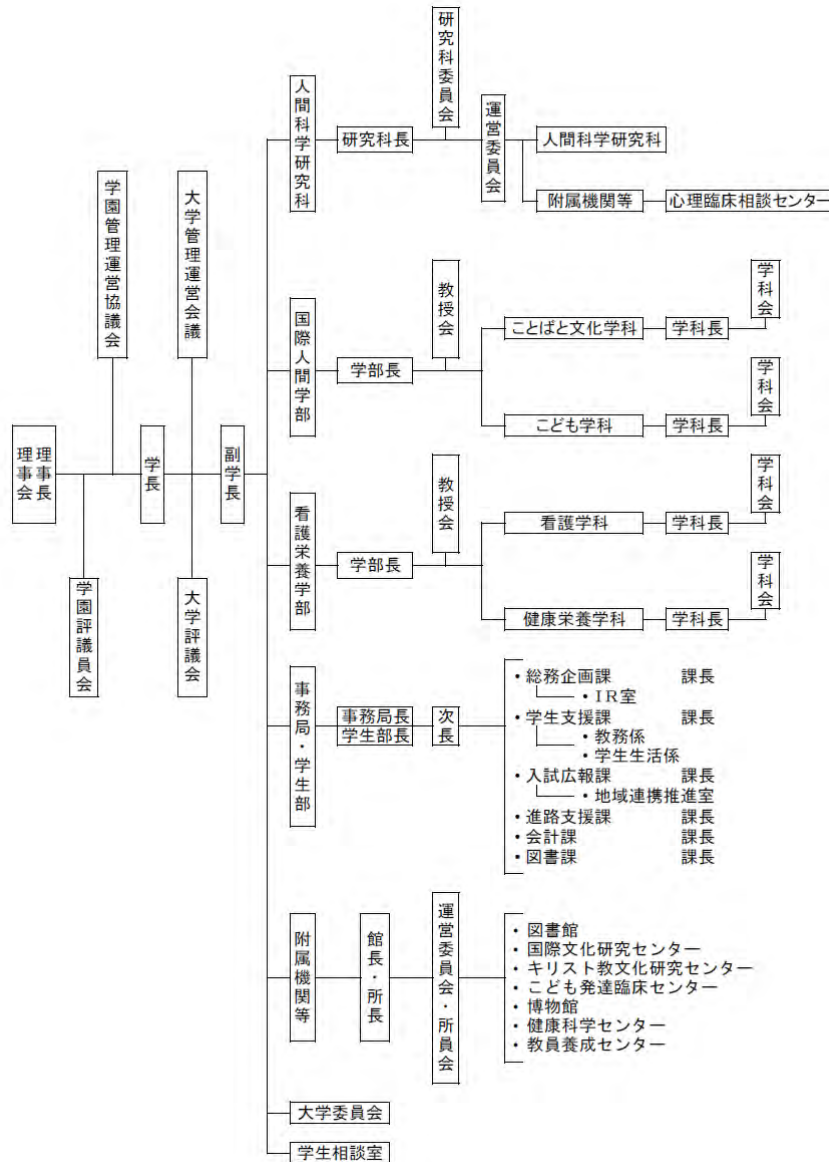 理事長
理事会
学園管理運営協議会
学園評議員会
学長
大学管理運営会議
大学評議会
副学長
人間科学研究科
研究科長
研究科委員会
運営委員会
人間科学研究科
附属機関等
心理臨床相談センター
国際人間学部
学部長
教授会
ことばと文化学科
学科長
学科会
こども学科
学科長
学科会
看護栄養学部
学部長
教授会
看護学科
学科長
学科会
健康栄養学科
学科長
学科会
事務局・学生部
事務局長
学生部長
次長
・総務企画課 課長
・IR室
・学生支援課 課長
・教務係
・学生生活係
・入試広報課 課長
・地域連携推進室
・進路支援課 課長
・会計課 課長
・図書課 課長
附属機関等
館長・所長
運営委員会・所員会
・図書館
・国際文化研究センター
・キリスト教文化研究センター
・こども発達臨床センター
・博物館
・健康科学センター
・教員養成センター
大学委員会
学生相談室